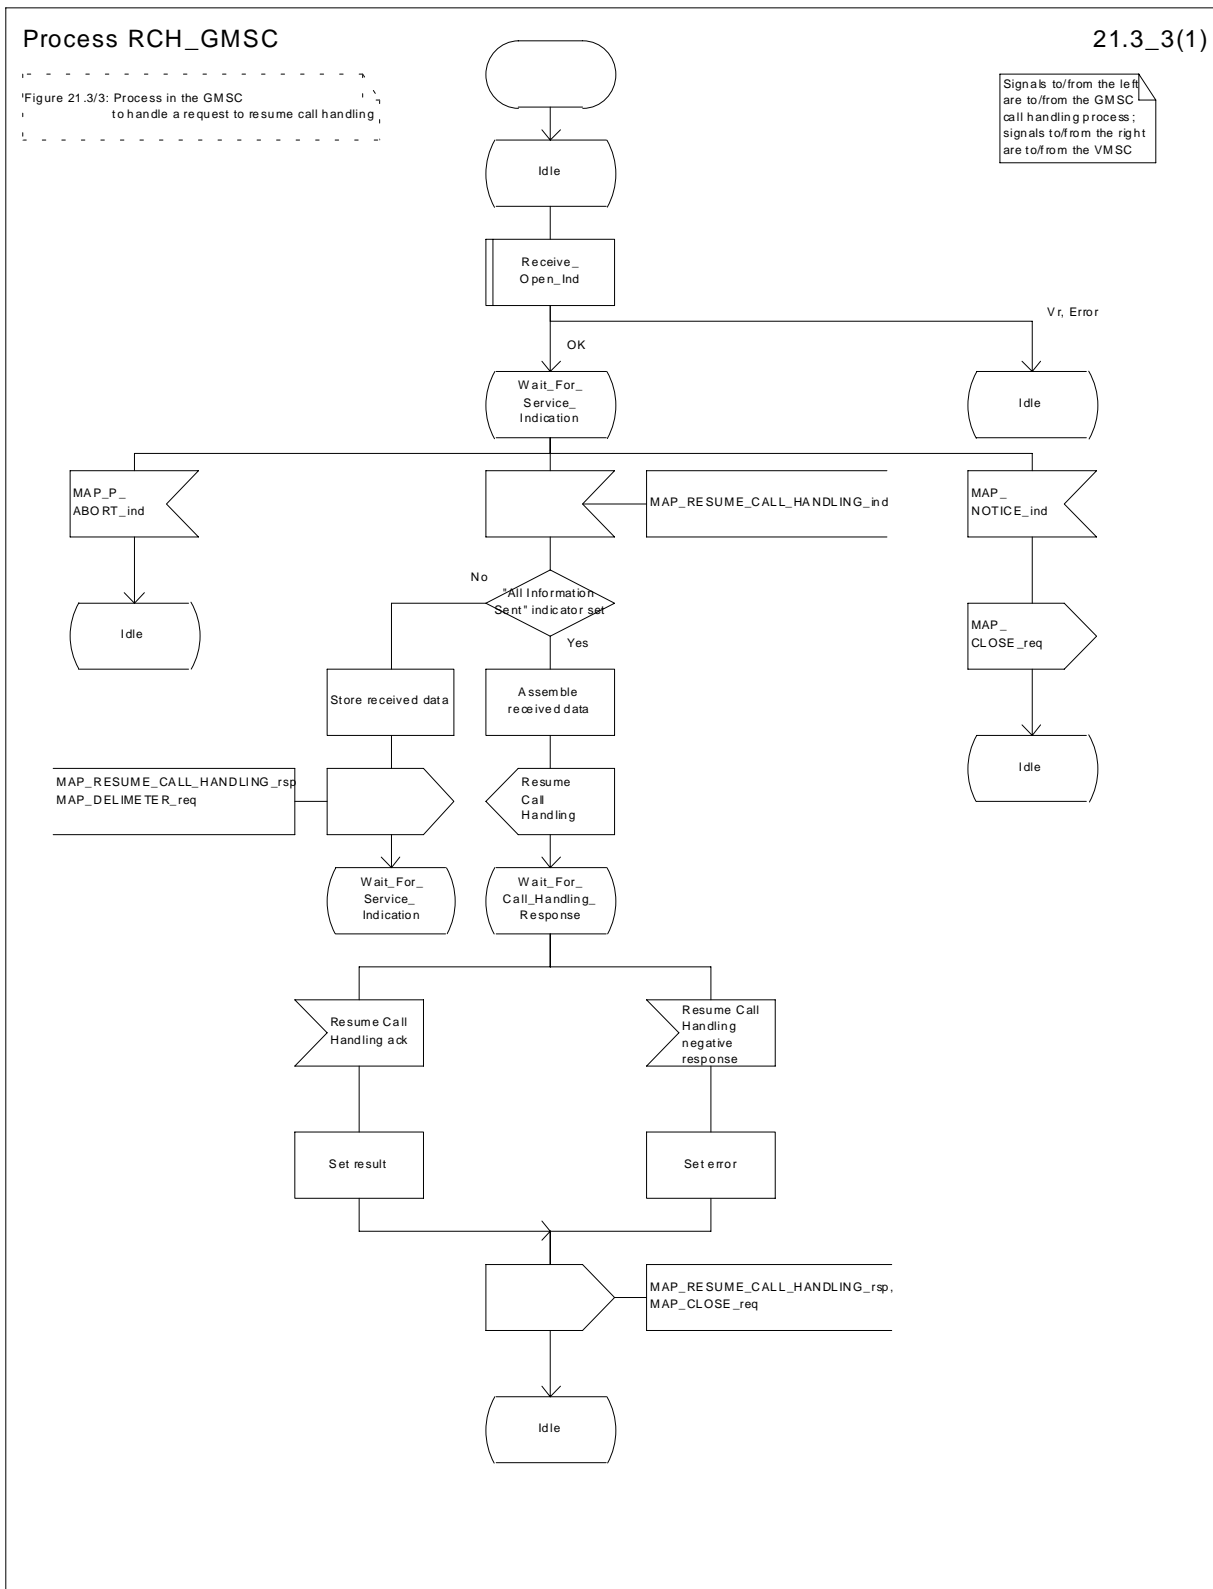 Process RCH_GMSC
21.3_3(1)
Figure 21.3/3: Process in the GMSC
to handle a request to resume call handling
Signals to/from the left
are to/from the GMSC
call handling process;
signals to/from the right
are to/from the VMSC
Idle
Receive_
Open_Ind
Vr, Error
OK
Wait_For_
Service_
Indication
Idle
MAP_P_
ABORT_ind
MAP_RESUME_CALL_HANDLING_ind
MAP_
NOTICE_ind
No
"All Information
Sent" indicator set
Yes
Idle
MAP_
CLOSE_req
Store received data
Assemble
received data
Idle
MAP_RESUME_CALL_HANDLING_rsp
MAP_DELIMETER_req
Resume
Call
Handling
Wait_For_
Service_
Indication
Wait_For_
Call_Handling_
Response
Resume Call
Handling ack
Resume Call
Handling
negative
response
Set result
Set error
MAP_RESUME_CALL_HANDLING_rsp,
MAP_CLOSE_req
Idle